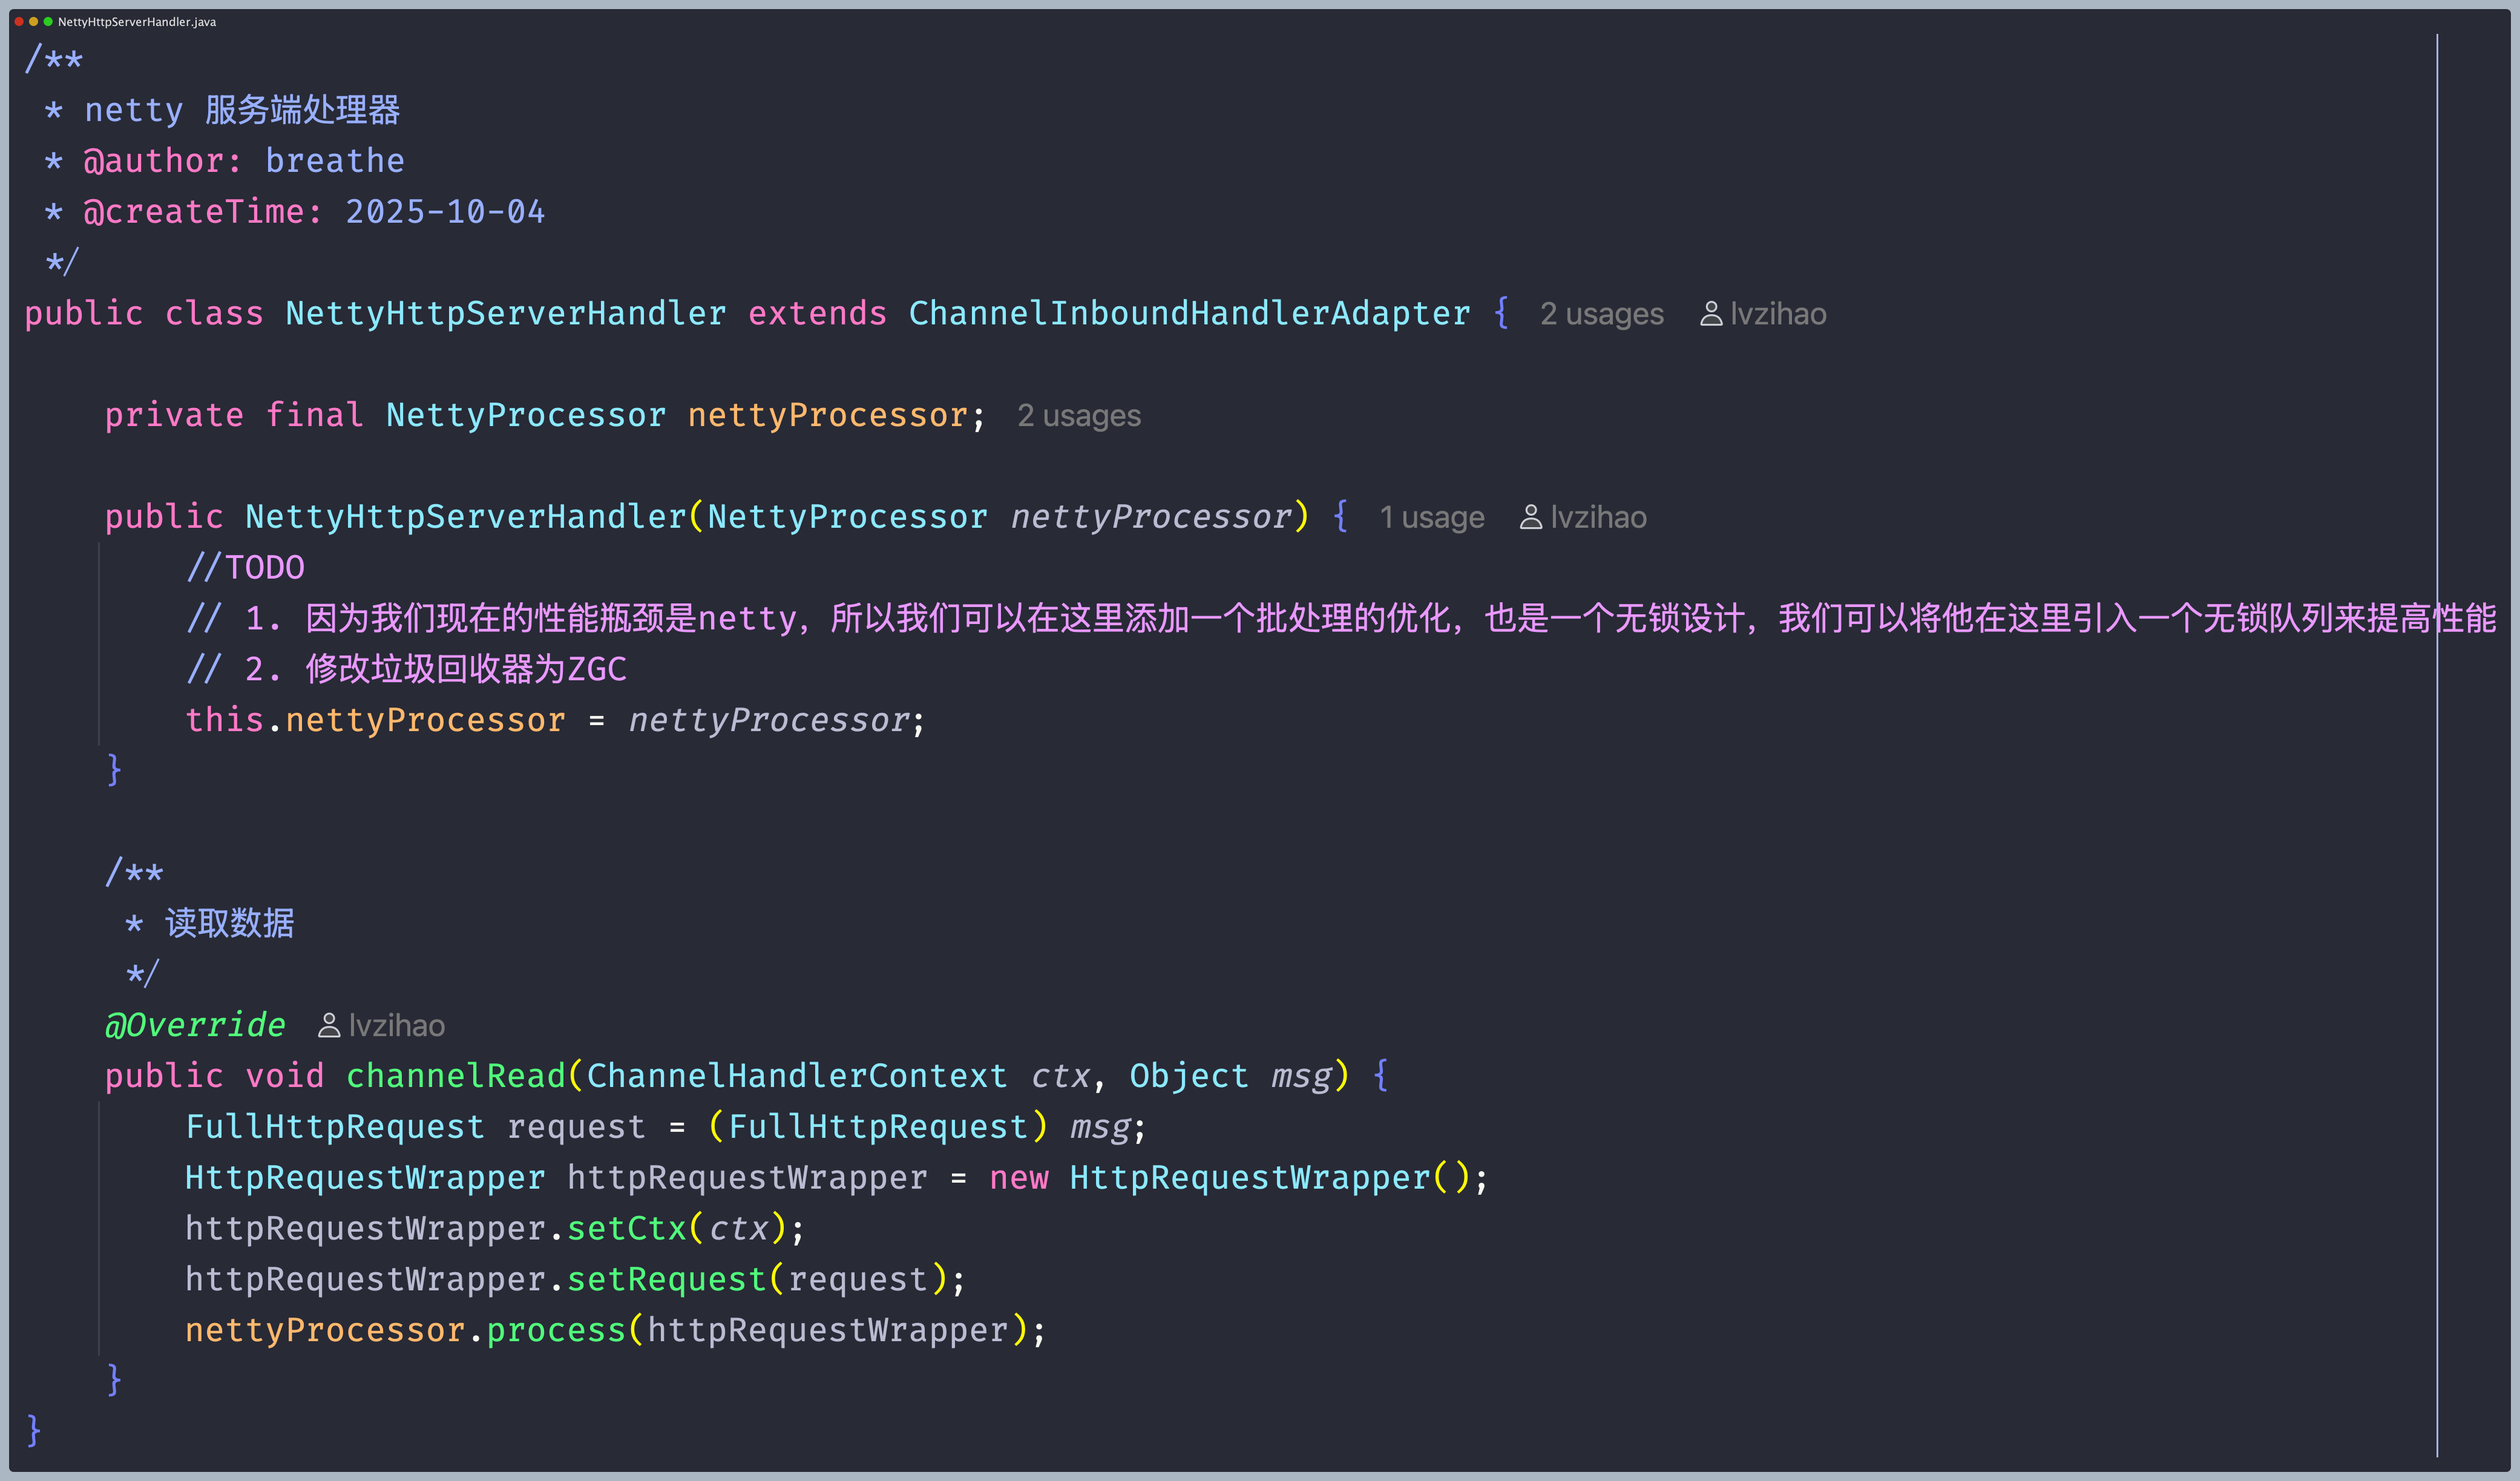 NettyHttpServerHandler.java
/**
 * netty 服务端处理器
 * @author: breathe
 * @createTime: 2025-10-04
 */
public class NettyHttpServerHandler extends ChannelInboundHandlerAdapter { 2 usages lvzihao
    private final NettyProcessor nettyProcessor; 2 usages
    public NettyHttpServerHandler(NettyProcessor nettyProcessor) { 1 usage lvzihao
        //TODO
        // 1. 因为我们现在的性能瓶颈是netty，所以我们可以在这里添加一个批处理的优化，也是一个无锁设计，我们可以将他在这里引入一个无锁队列来提高性能
        // 2. 修改垃圾回收器为ZGC
        this.nettyProcessor = nettyProcessor;
    }
    /**
     * 读取数据
     */
    @Override lvzihao
    public void channelRead(ChannelHandlerContext ctx, Object msg) {
        FullHttpRequest request = (FullHttpRequest) msg;
        HttpRequestWrapper httpRequestWrapper = new HttpRequestWrapper();
        httpRequestWrapper.setCtx(ctx);
        httpRequestWrapper.setRequest(request);
        nettyProcessor.process(httpRequestWrapper);
    }
}